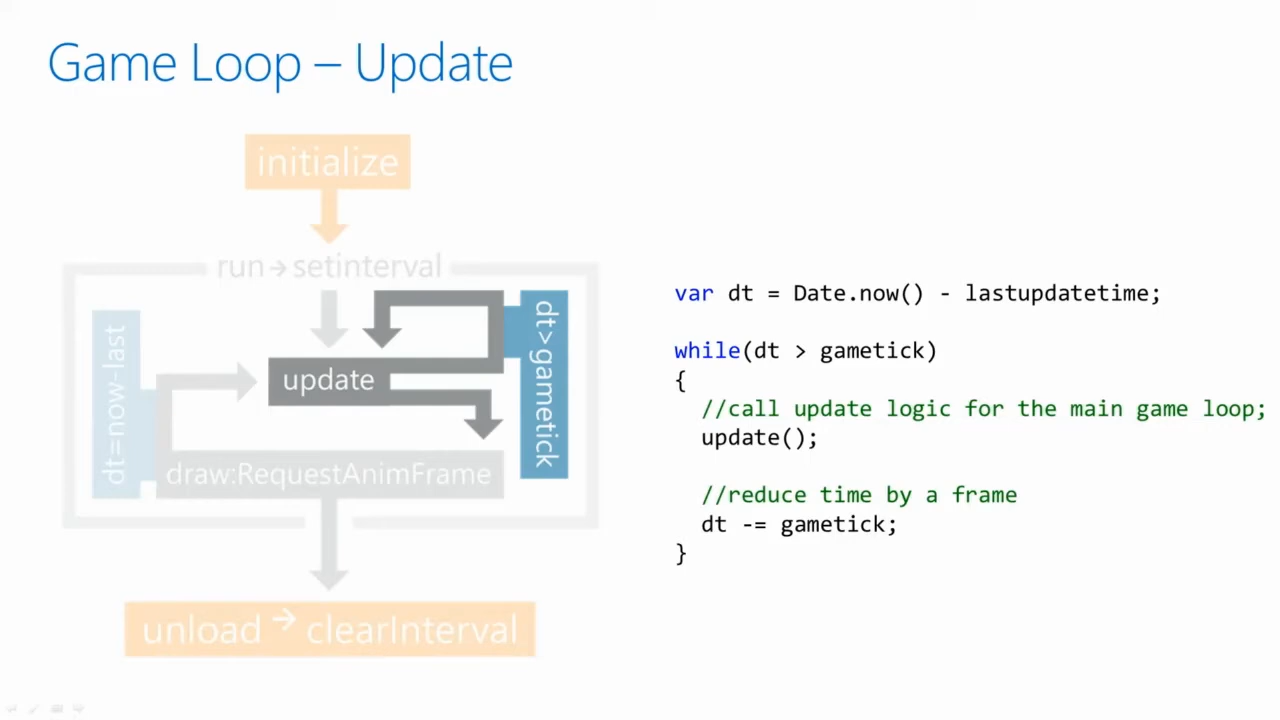 Game Loop – Update
initialize
run→setinterval
dt=now-last
dt>gametick
update
draw:RequestAnimFrame
unload → clearInterval
var dt = Date.now() - lastupdatetime;
while(dt > gametick)
{
//call update logic for the main game loop;
update();
//reduce time by a frame
dt -= gametick;
}